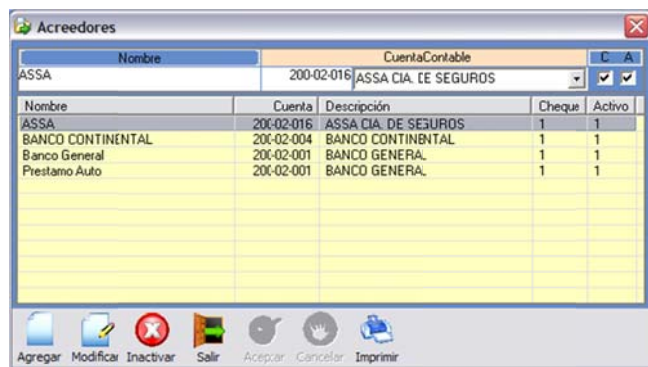 Acreedores
Nombre CuentaContable C A
ASSA 200-02-016 ASSA CIA. DE SEGUROS
Nombre Cuenta Descripción Cheque Activo
ASSA 200-02-016 ASSA CIA. DE SEGUROS 1 1
BANCO CONTINENTAL 200-02-004 BANCO CONTINENTAL 1 1
Banco General 200-02-001 BANCO GENERAL 1 1
Prestamo Auto 200-02-001 BANCO GENERAL 1 1
Agregar Modificar Inactivar Salir Aceptar Cancelar Imprimir